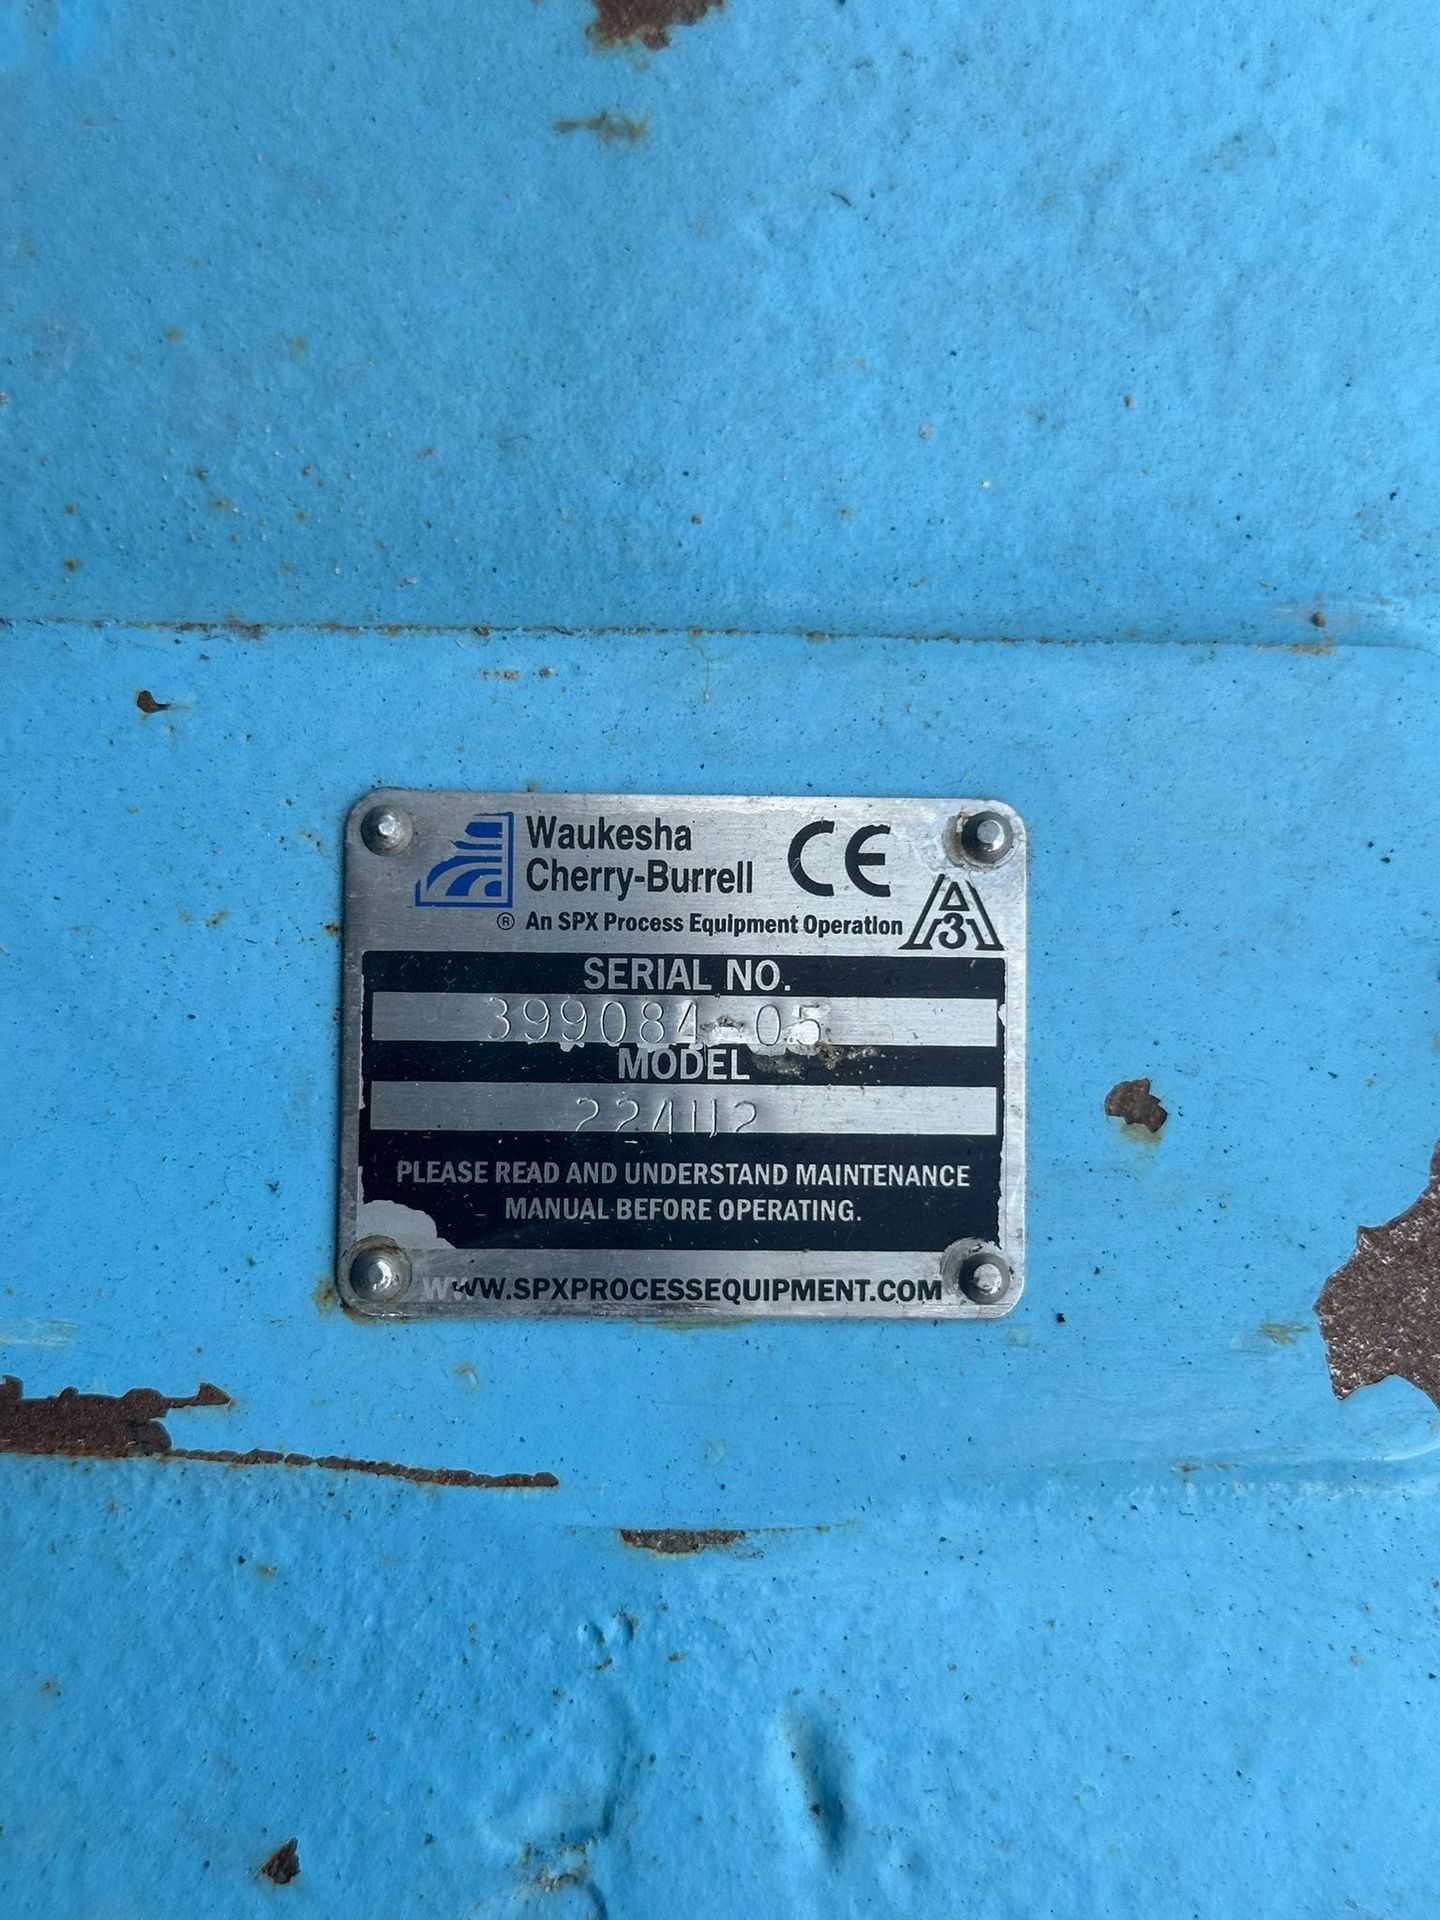 Waukesha
Cherry-Burrell
CE
® An SPX Process Equipment Operation
3 A
SERIAL NO.
399084-05
MODEL
224U2
PLEASE READ AND UNDERSTAND MAINTENANCE
MANUAL BEFORE OPERATING.
WWW.SPXPROCESSEQUIPMENT.COM